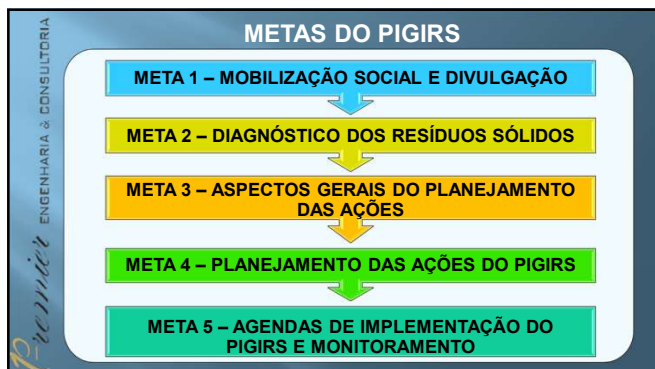 METAS DO PIGIRS
META 1 – MOBILIZAÇÃO SOCIAL E DIVULGAÇÃO
META 2 – DIAGNÓSTICO DOS RESÍDUOS SÓLIDOS
META 3 – ASPECTOS GERAIS DO PLANEJAMENTO
DAS AÇÕES
META 4 – PLANEJAMENTO DAS AÇÕES DO PIGIRS
META 5 – AGENDAS DE IMPLEMENTAÇÃO DO
PIGIRS E MONITORAMENTO
Premier ENGENHARIA & CONSULTORIA